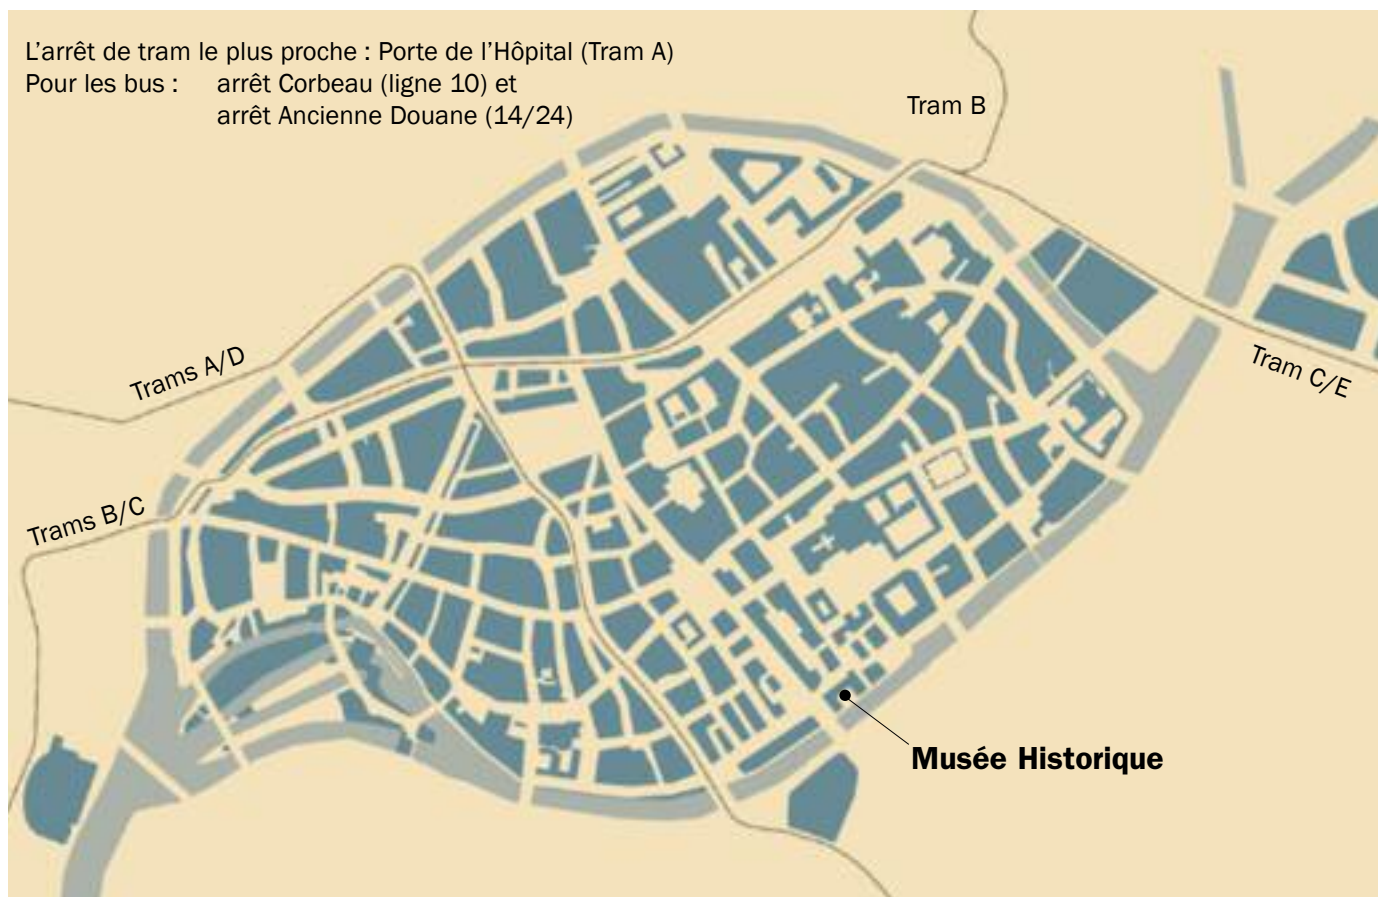 L’arrêt de tram le plus proche : Porte de l’Hôpital (Tram A)
Pour les bus : arrêt Corbeau (ligne 10) et
arrêt Ancienne Douane (14/24)
Tram B
Trams A/D
Tram C/E
Trams B/C
Musée Historique